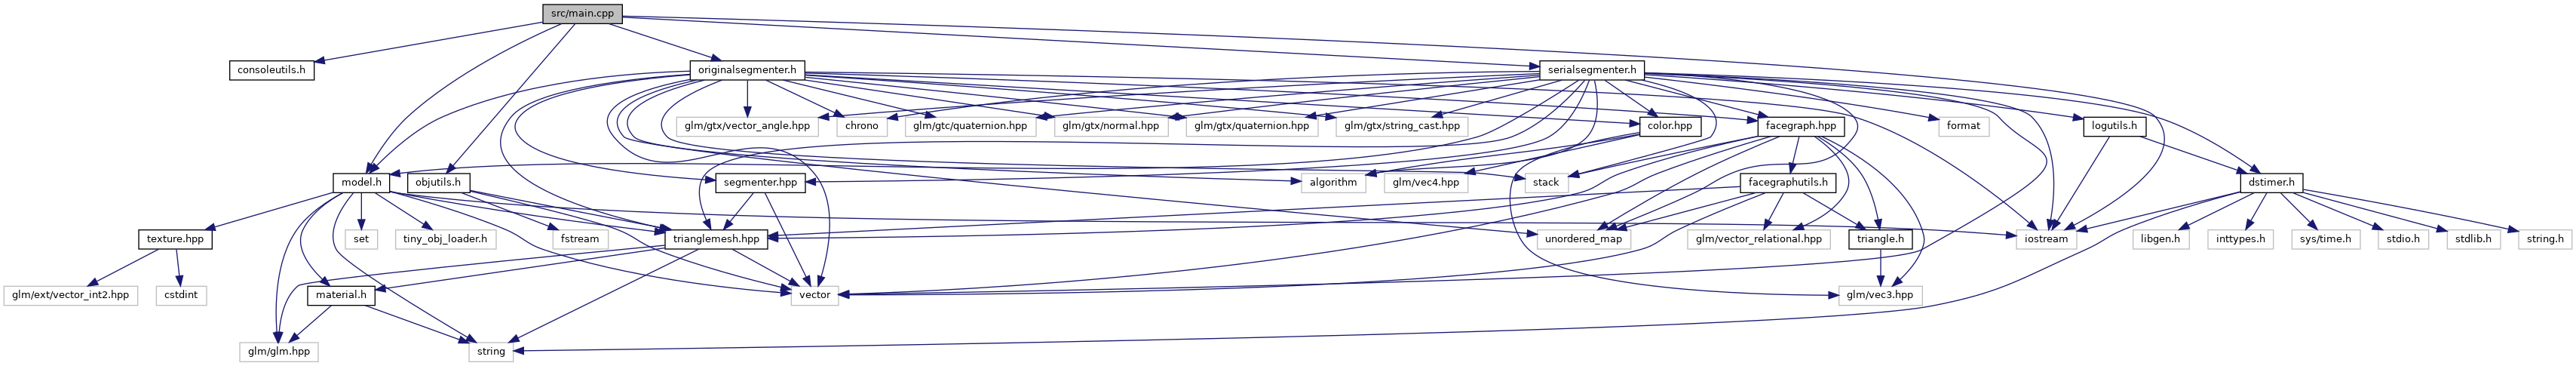 src/main.cpp
consoleutils.h
originalsegmenter.h
serialsegmenter.h
glm/gtx/vector_angle.hpp
chrono
glm/gtc/quaternion.hpp
glm/gtx/normal.hpp
glm/gtx/quaternion.hpp
glm/gtx/string_cast.hpp
color.hpp
facegraph.hpp
format
logutils.h
model.h
objutils.h
segmenter.hpp
algorithm
glm/vec4.hpp
stack
facegraphutils.h
dstimer.h
texture.hpp
set
tiny_obj_loader.h
fstream
trianglemesh.hpp
unordered_map
glm/vector_relational.hpp
triangle.h
iostream
libgen.h
inttypes.h
sys/time.h
stdio.h
stdlib.h
string.h
glm/ext/vector_int2.hpp
cstdint
material.h
vector
glm/vec3.hpp
glm/glm.hpp
string